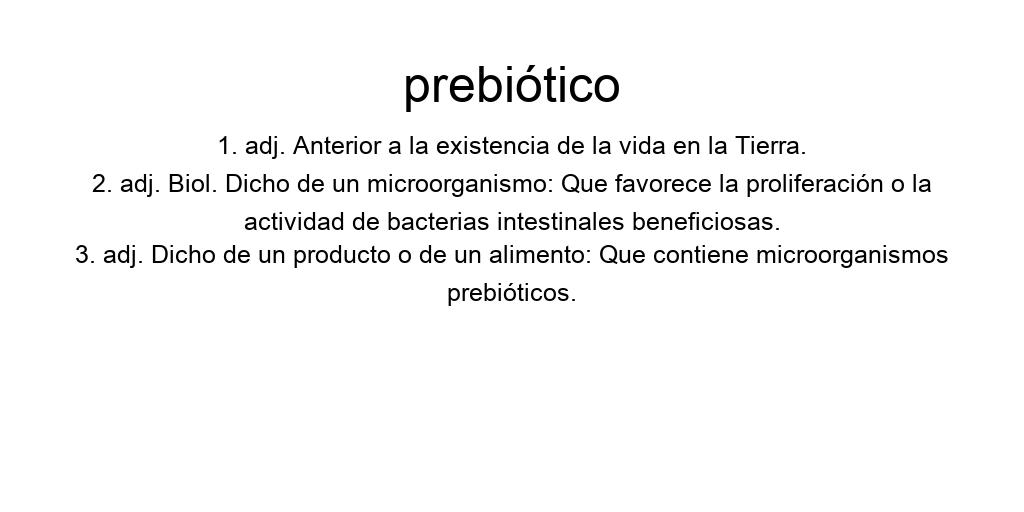 prebiótico
1. adj. Anterior a la existencia de la vida en la Tierra.
2. adj. Biol. Dicho de un microorganismo: Que favorece la proliferación o la
actividad de bacterias intestinales beneficiosas.
3. adj. Dicho de un producto o de un alimento: Que contiene microorganismos
prebióticos.